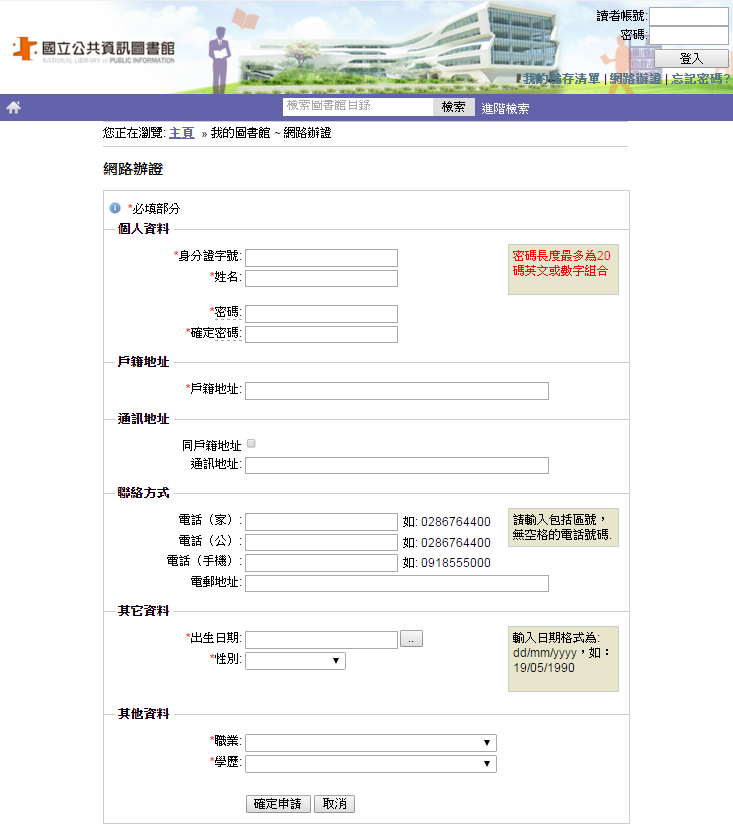 讀者帳號:
密碼:
登入
國立公共資訊圖書館
NATIONAL LIBRARY of PUBLIC INFORMATION
我的儲存清單 | 網路辦證 | 忘記密碼?
檢索圖書館目錄 檢索 進階檢索
您正在瀏覽: 主頁 » 我的圖書館 ~ 網路辦證
網路辦證
*必填部分
個人資料
*身分證字號:
*姓名:
*密碼:
*確定密碼:
密碼長度最多為20
碼英文或數字組合
戶籍地址
*戶籍地址:
通訊地址
同戶籍地址
通訊地址:
聯絡方式
電話（家）: 如: 0286764400
電話（公）: 如: 0286764400
電話（手機）: 如: 0918555000
電郵地址:
請輸入包括區號，
無空格的電話號碼.
其它資料
*出生日期: ..
*性別:
輸入日期格式為:
dd/mm/yyyy，如：
19/05/1990
其他資料
*職業:
*學歷:
確定申請 取消